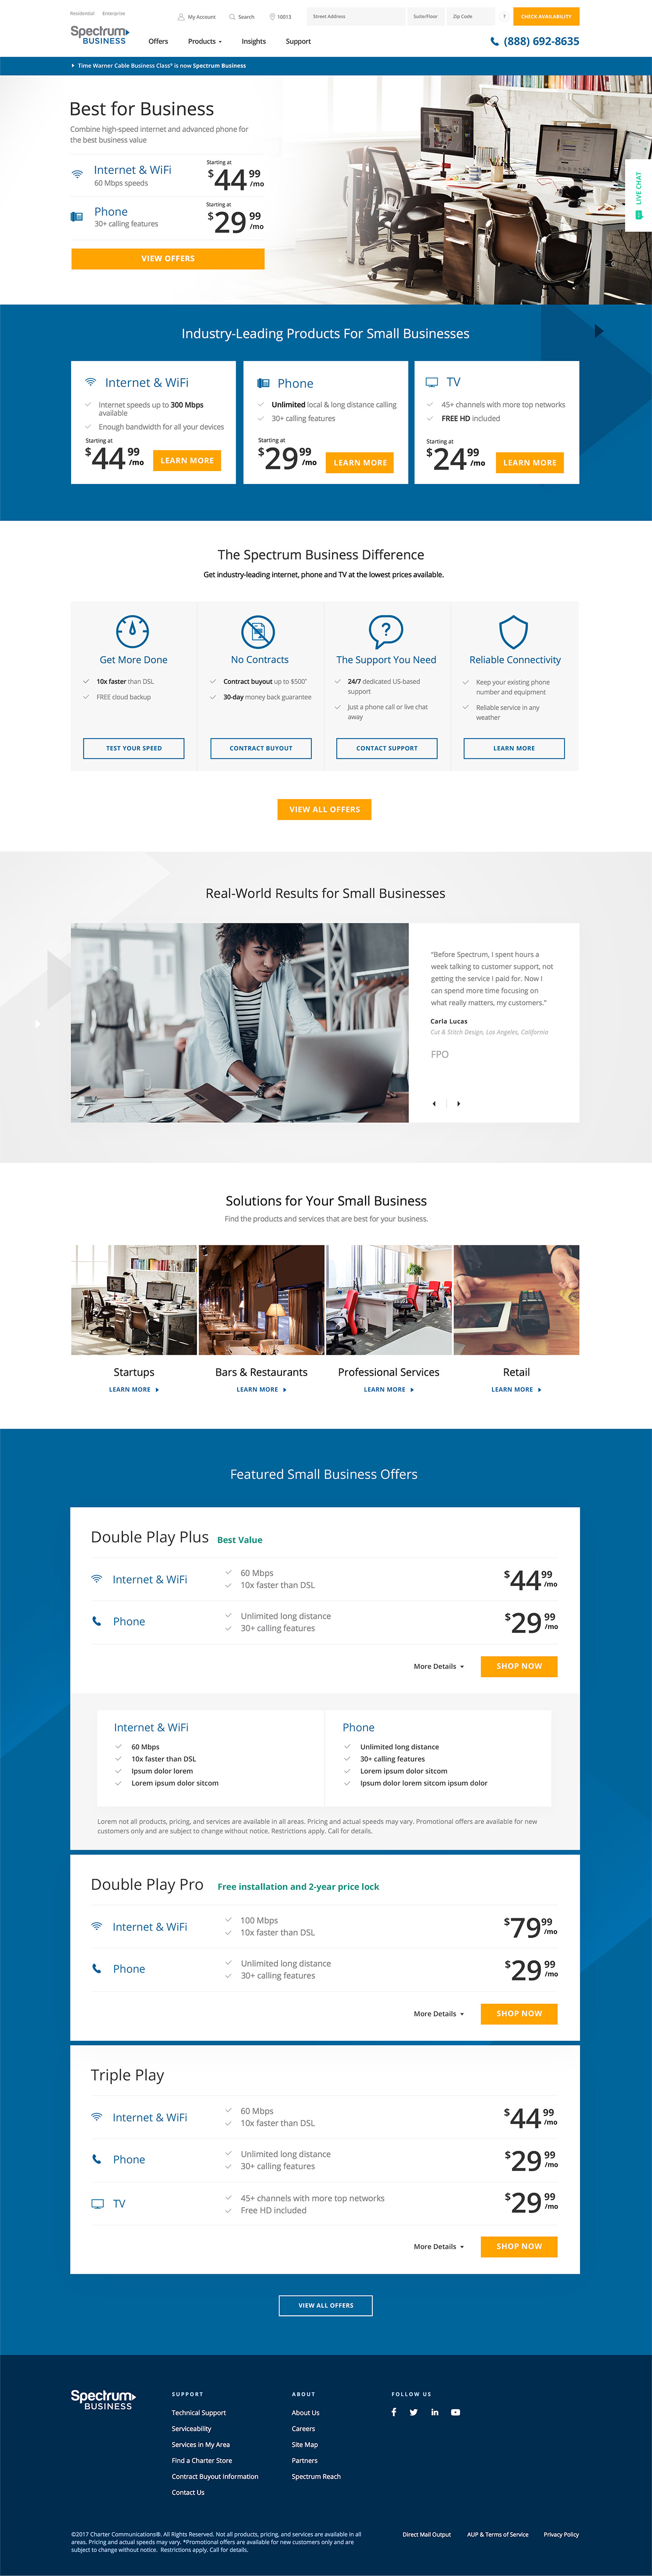 Residential Enterprise
My Account Search 10013 Street Address Suite/Floor Zip Code ? CHECK AVAILABILITY
Spectrum
BUSINESS
Offers Products Insights Support (888) 692-8635
Time Warner Cable Business Class® is now Spectrum Business
Best for Business
Combine high-speed internet and advanced phone for
the best business value
Internet & WiFi
60 Mbps speeds
Starting at
$44 99 /mo
Phone
30+ calling features
Starting at
$29 99 /mo
VIEW OFFERS
LIVE CHAT
Industry-Leading Products For Small Businesses
Internet & WiFi
Internet speeds up to 300 Mbps
available
Enough bandwidth for all your devices
Starting at
$44 99 /mo
LEARN MORE
Phone
Unlimited local & long distance calling
30+ calling features
Starting at
$29 99 /mo
LEARN MORE
TV
45+ channels with more top networks
FREE HD included
Starting at
$24 99 /mo
LEARN MORE
The Spectrum Business Difference
Get industry-leading internet, phone and TV at the lowest prices available.
Get More Done
10x faster than DSL
FREE cloud backup
TEST YOUR SPEED
No Contracts
Contract buyout up to $500*
30-day money back guarantee
CONTRACT BUYOUT
?
The Support You Need
24/7 dedicated US-based
support
Just a phone call or live chat
away
CONTACT SUPPORT
Reliable Connectivity
Keep your existing phone
number and equipment
Reliable service in any
weather
LEARN MORE
VIEW ALL OFFERS
Real-World Results for Small Businesses
"Before Spectrum, I spent hours a
week talking to customer support, not
getting the service I paid for. Now I
can spend more time focusing on
what really matters, my customers."
Carla Lucas
Cut & Stitch Design, Los Angeles, California
FPO
Solutions for Your Small Business
Find the products and services that are best for your business.
Startups
LEARN MORE
Bars & Restaurants
LEARN MORE
Professional Services
LEARN MORE
Retail
LEARN MORE
Featured Small Business Offers
Double Play Plus Best Value
Internet & WiFi
60 Mbps
10x faster than DSL
$44 99 /mo
Phone
Unlimited long distance
30+ calling features
$29 99 /mo
More Details SHOP NOW
Internet & WiFi
60 Mbps
10x faster than DSL
Ipsum dolor lorem
Lorem ipsum dolor sitcom
Phone
Unlimited long distance
30+ calling features
Lorem ipsum dolor sitcom
Ipsum dolor lorem sitcom ipsum dolor
Lorem not all products, pricing, and services are available in all areas. Pricing and actual speeds may vary. Promotional offers are available for new
customers only and are subject to change without notice. Restrictions apply. Call for details.
Double Play Pro Free installation and 2-year price lock
Internet & WiFi
100 Mbps
10x faster than DSL
$79 99 /mo
Phone
Unlimited long distance
30+ calling features
$29 99 /mo
More Details SHOP NOW
Triple Play
Internet & WiFi
60 Mbps
10x faster than DSL
$44 99 /mo
Phone
Unlimited long distance
30+ calling features
$29 99 /mo
TV
45+ channels with more top networks
Free HD included
$29 99 /mo
More Details SHOP NOW
VIEW ALL OFFERS
Spectrum
BUSINESS
SUPPORT
Technical Support
Serviceability
Services in My Area
Find a Charter Store
Contract Buyout Information
Contact Us
ABOUT
About Us
Careers
Site Map
Partners
Spectrum Reach
FOLLOW US
©2017 Charter Communications®. All Rights Reserved. Not all products, pricing, and services are available in all
areas. Pricing and actual speeds may vary. *Promotional offers are available for new customers only and are
subject to change without notice. Restrictions apply. Call for details.
Direct Mail Output AUP & Terms of Service Privacy Policy